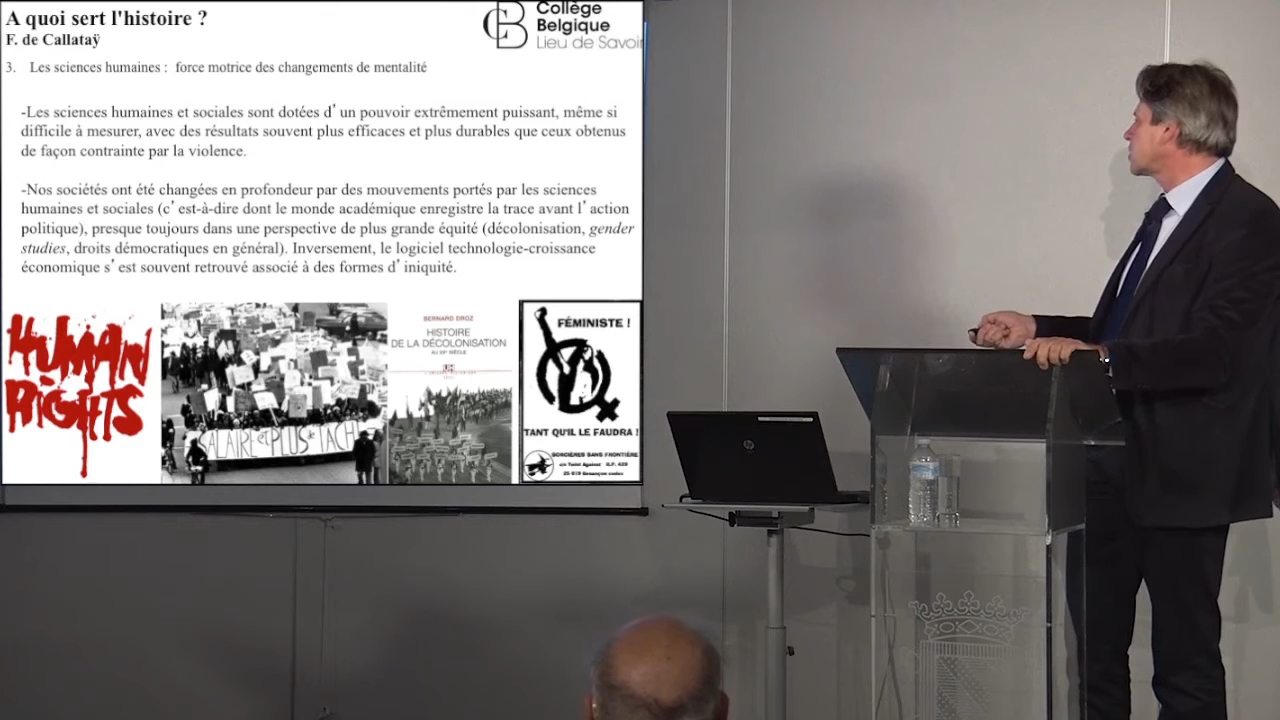 A quoi sert l'histoire ?
F. de Callataÿ
Collège
Belgique
Lieu de Savoir
3. Les sciences humaines : force motrice des changements de mentalité
-Les sciences humaines et sociales sont dotées d' un pouvoir extrêmement puissant, même si
difficile à mesurer, avec des résultats souvent plus efficaces et plus durables que ceux obtenus
de façon contrainte par la violence.
-Nos sociétés ont été changées en profondeur par des mouvements portés par les sciences
humaines et sociales (c' est-à-dire dont le monde académique enregistre la trace avant l' action
politique), presque toujours dans une perspective de plus grande équité (décolonisation, gender
studies, droits démocratiques en général). Inversement, le logiciel technologie-croissance
économique s' est souvent retrouvé associé à des formes d' iniquité.
HUMAN
RIGHTS
SALAIRE et PLUS de TACH
BERNARD DROZ
HISTOIRE
DE LA DÉCOLONISATION
AU XXe SIÈCLE
FÉMINISTE !
TANT QU'IL LE FAUDRA !
SORCIÈRES SANS FRONTIÈRE
hp